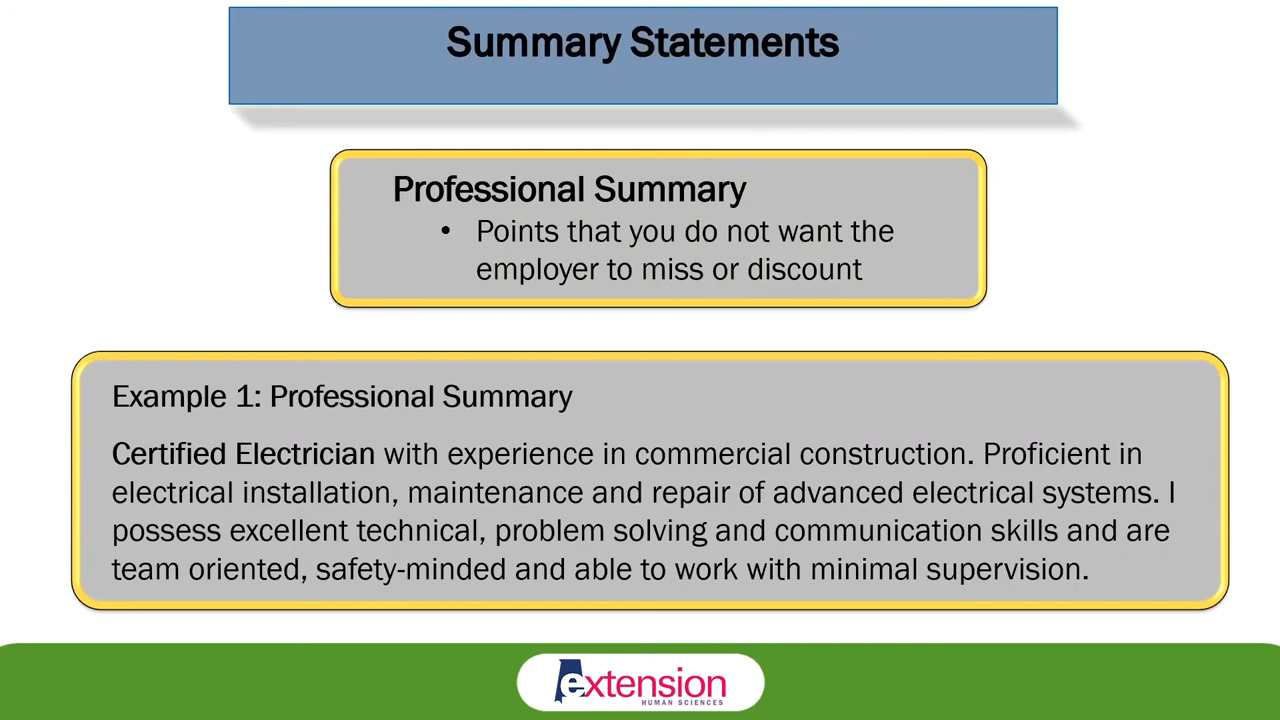 Summary Statements
Professional Summary
• Points that you do not want the
employer to miss or discount
Example 1: Professional Summary
Certified Electrician with experience in commercial construction. Proficient in
electrical installation, maintenance and repair of advanced electrical systems. I
possess excellent technical, problem solving and communication skills and are
team oriented, safety-minded and able to work with minimal supervision.
extension
HUMAN SCIENCES